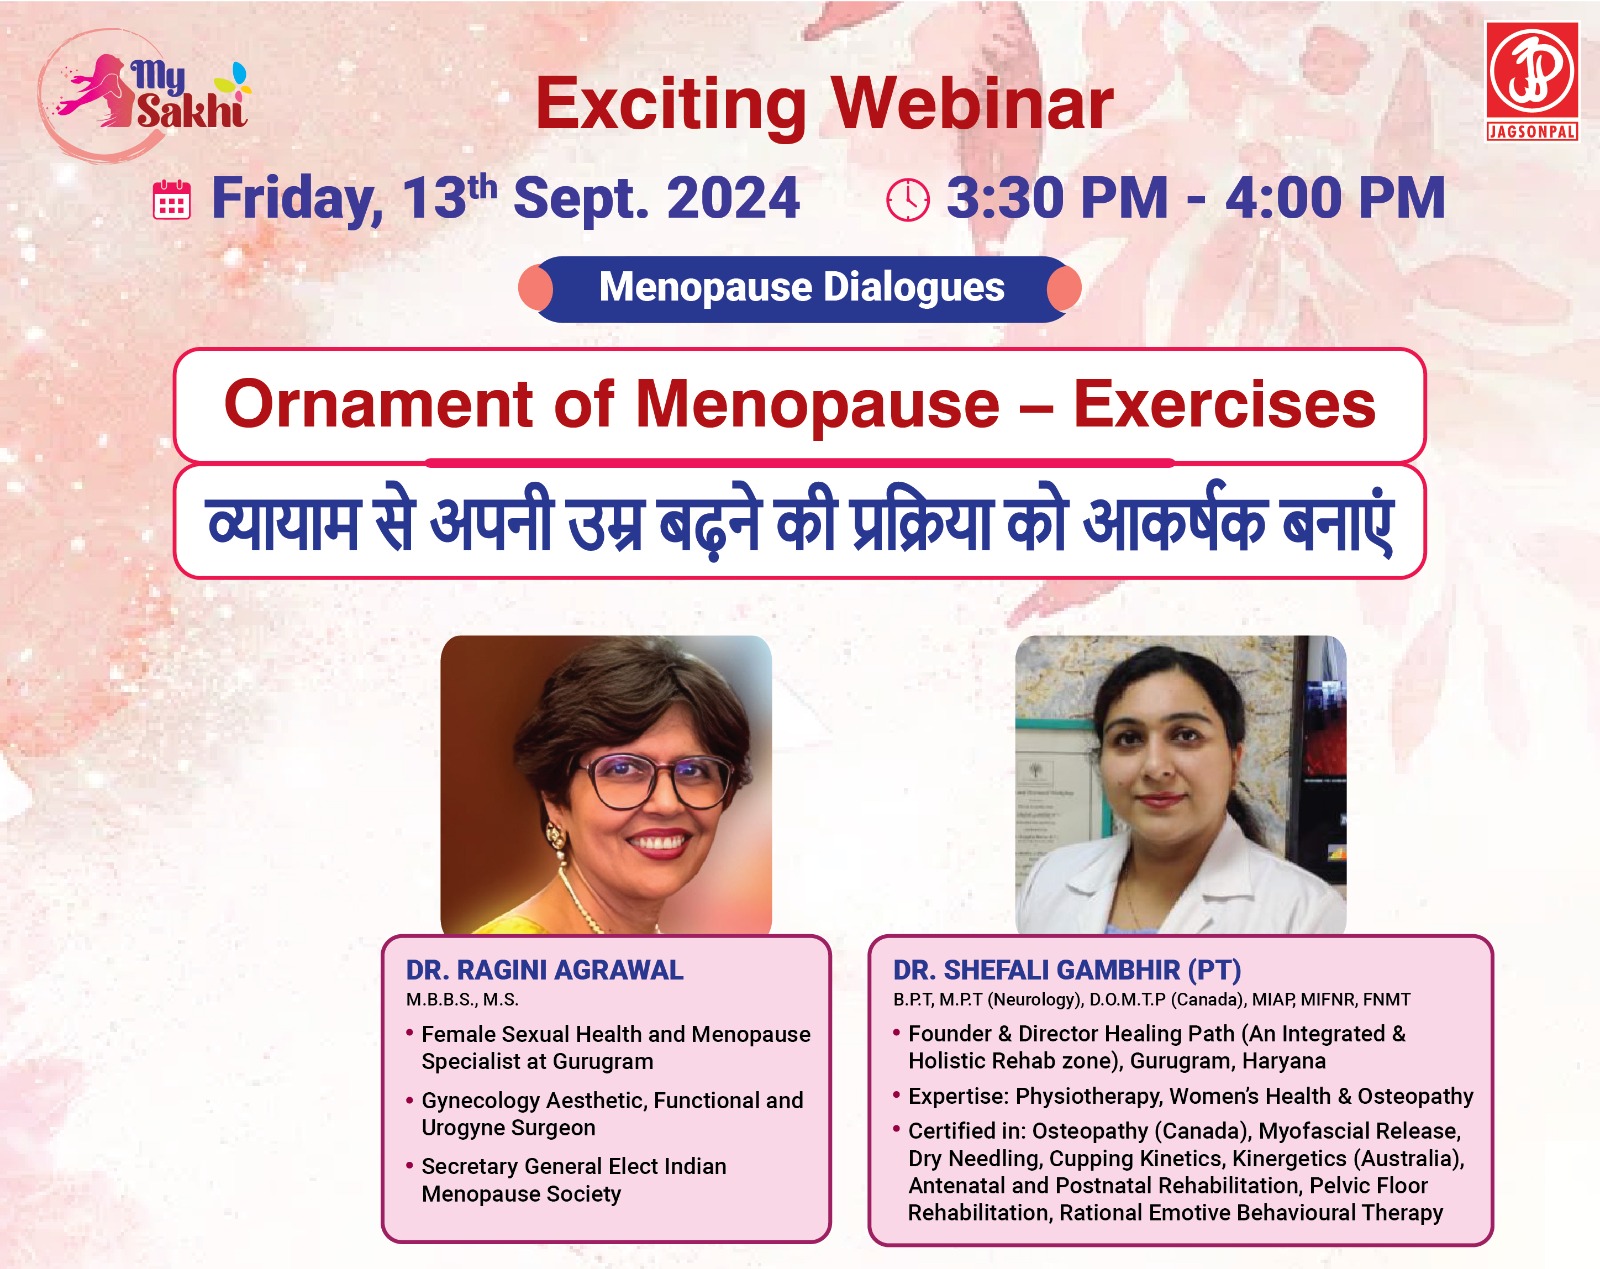 My
Sakhi
Exciting Webinar
JAGSONPAL
Friday, 13th Sept. 2024
3:30 PM - 4:00 PM
Menopause Dialogues
Ornament of Menopause – Exercises
व्यायाम से अपनी उम्र बढ़ने की प्रक्रिया को आकर्षक बनाएं
DR. RAGINI AGRAWAL
M.B.B.S., M.S.
• Female Sexual Health and Menopause
Specialist at Gurugram
• Gynecology Aesthetic, Functional and
Urogyne Surgeon
• Secretary General Elect Indian
Menopause Society
DR. SHEFALI GAMBHIR (PT)
B.P.T, M.P.T (Neurology), D.O.M.T.P (Canada), MIAP, MIFNR, FNMT
• Founder & Director Healing Path (An Integrated &
Holistic Rehab zone), Gurugram, Haryana
• Expertise: Physiotherapy, Women's Health & Osteopathy
• Certified in: Osteopathy (Canada), Myofascial Release,
Dry Needling, Cupping Kinetics, Kinergetics (Australia),
Antenatal and Postnatal Rehabilitation, Pelvic Floor
Rehabilitation, Rational Emotive Behavioural Therapy